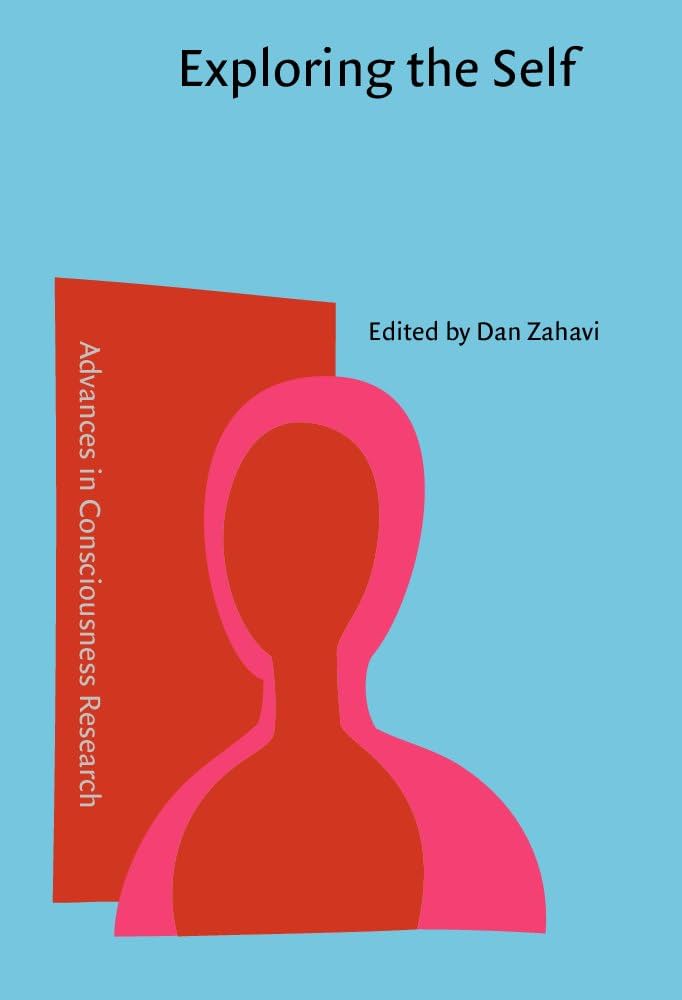 Exploring the Self
Edited by Dan Zahavi
Advances in Consciousness Research